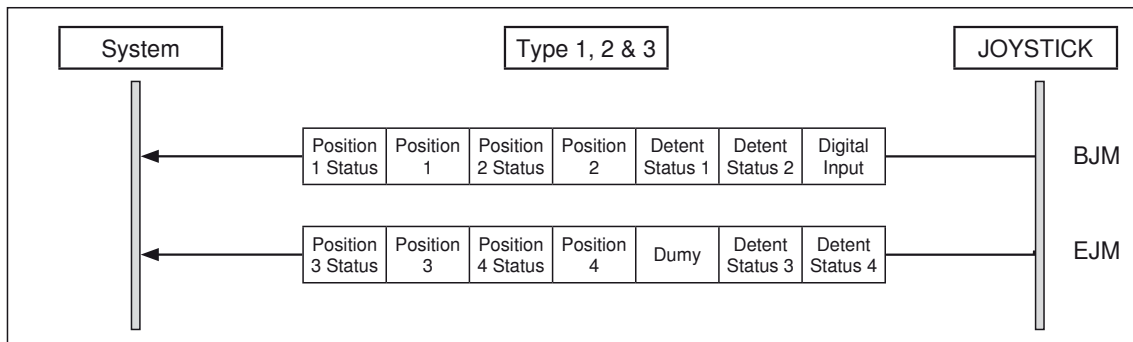 System
Type 1, 2 & 3
JOYSTICK
Position
1 Status
Position
1
Position
2 Status
Position
2
Detent
Status 1
Detent
Status 2
Digital
Input
BJM
Position
3 Status
Position
3
Position
4 Status
Position
4
Dumy
Detent
Status 3
Detent
Status 4
EJM